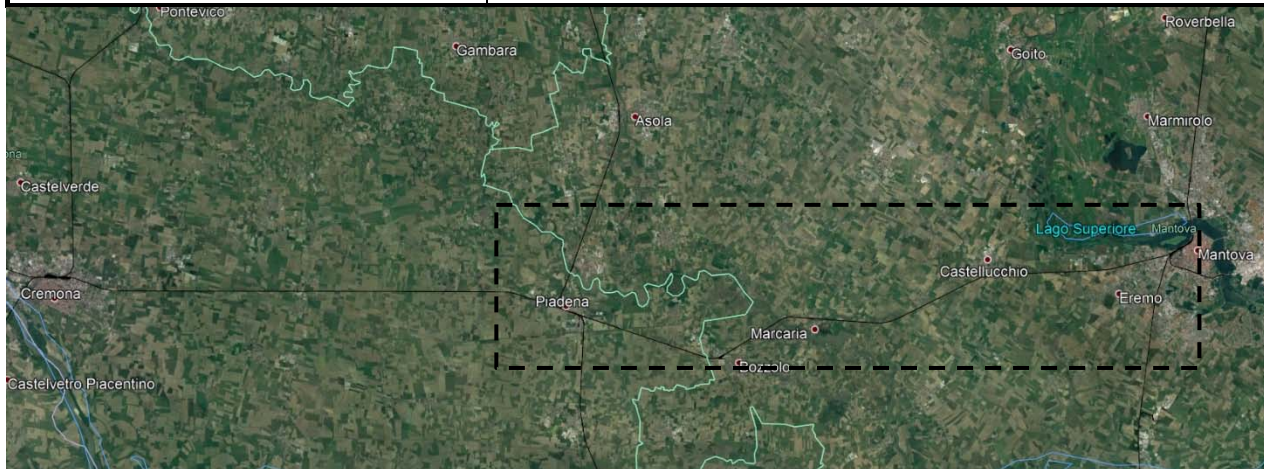 Pontevico
Roverbella
Gambara
Goito
Asola
Marmirolo
ona
Castelverde
Lago Superiore
Mantova
Mantova
Castellucchio
Cremona
Piadena
Eremo
Marcaria
Bozzolo
Castelvetro Piacentino